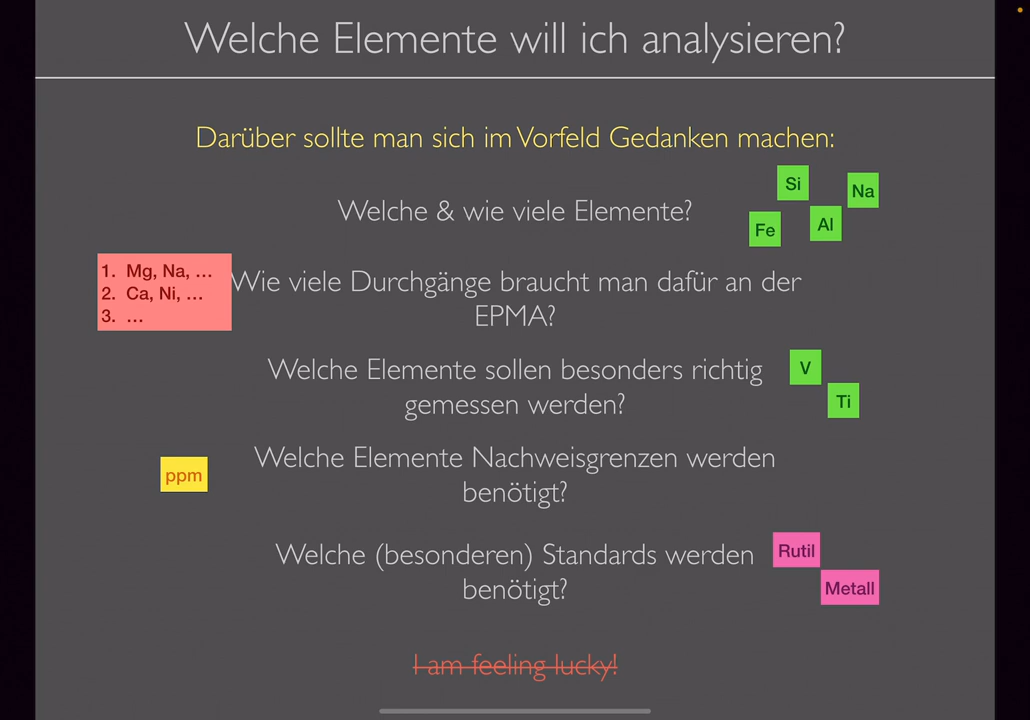 Welche Elemente will ich analysieren?
Darüber sollte man sich im Vorfeld Gedanken machen:
Welche & wie viele Elemente?
Si
Na
Fe
Al
1. Mg, Na, ...
2. Ca, Ni, ...
3. ...
Wie viele Durchgänge braucht man dafür an der
EPMA?
Welche Elemente sollen besonders richtig
gemessen werden?
V
Ti
ppm
Welche Elemente Nachweisgrenzen werden
benötigt?
Welche (besonderen) Standards werden
benötigt?
Rutil
Metall
I am feeling lucky!